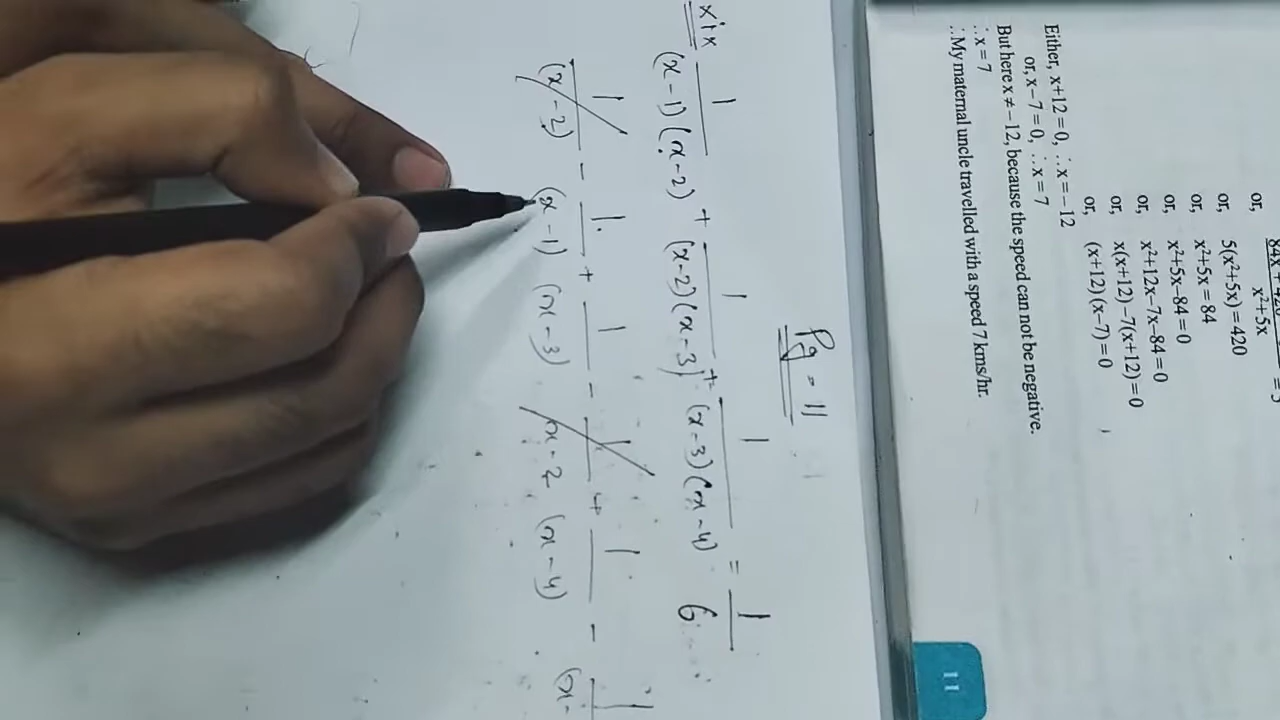 x²+5x
or, 5(x²+5x)=420
or, x²+5x=84
or, x²+5x–84=0
or, x²+12x–7x–84=0
or, x(x+12)–7(x+12)=0
or, (x+12)(x–7)=0
Either, x+12=0, ∴x=–12
or, x–7=0, ∴x=7
But here x ≠ –12, because the speed can not be negative.
∴x=7
∴My maternal uncle travelled with a speed 7 kms/hr.
11
Pg - 11
xix 1/(x-1)(x-2) + 1/(x-2)(x-3) + 1/(x-3)(x-4) = 1/6
1/(x-2) - 1/(x-1) + 1/(x-3) - 1/x-2 + 1/(x-4) - 1